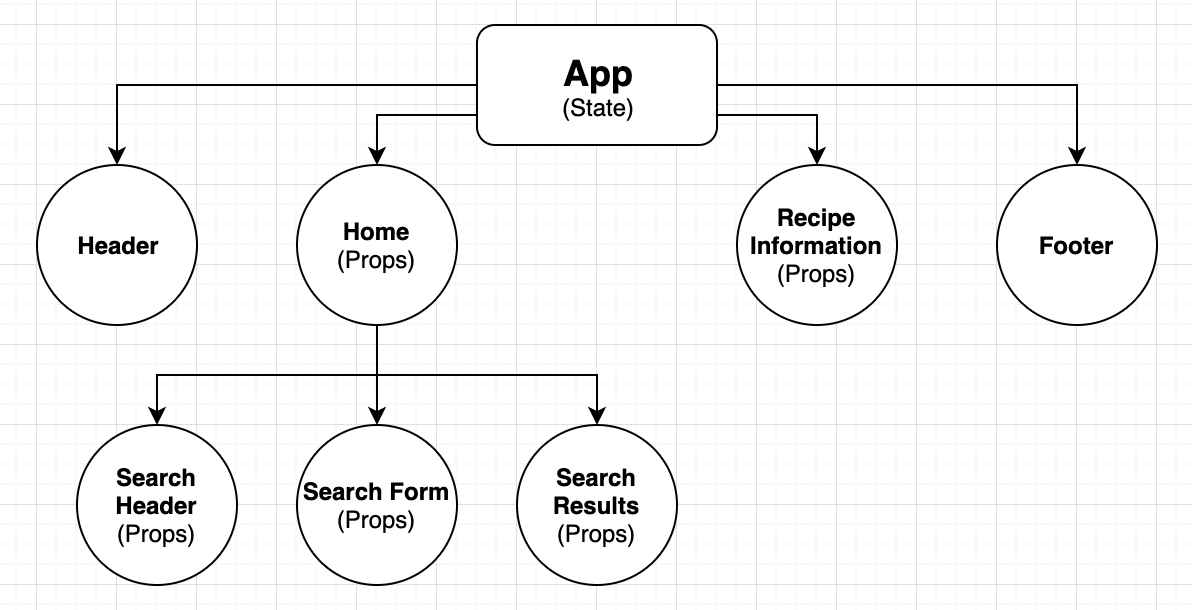 App
(State)
Header
Home
(Props)
Recipe
Information
(Props)
Footer
Search
Header
(Props)
Search Form
(Props)
Search
Results
(Props)